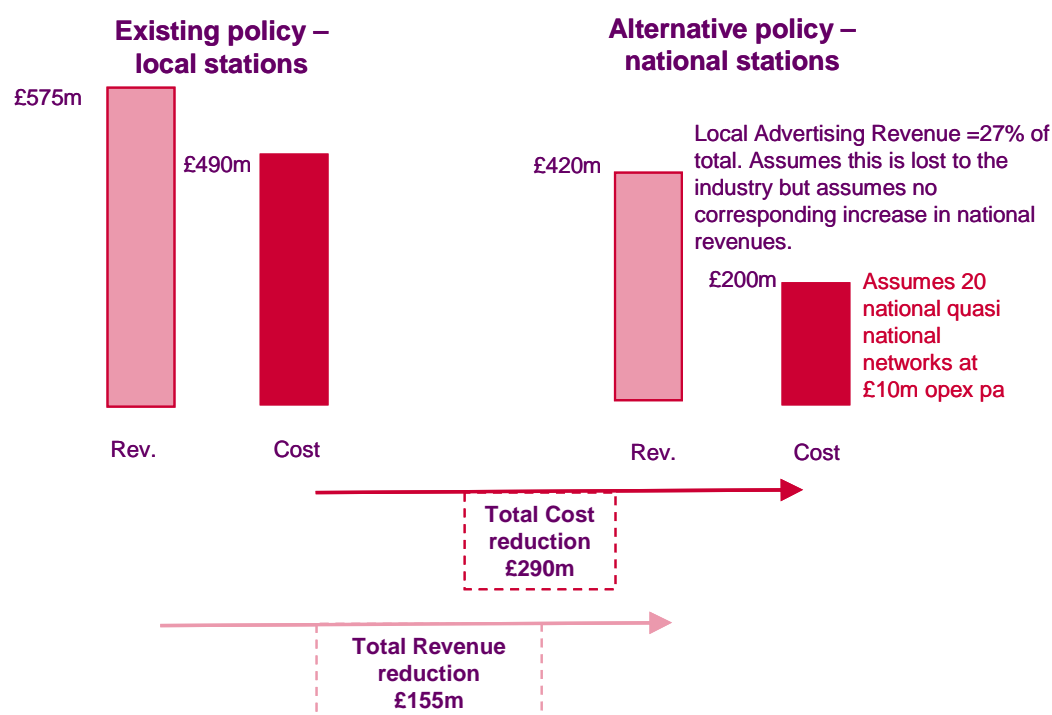 Existing policy –
local stations
£575m
£490m
Rev.
Cost
Alternative policy –
national stations
£420m
Local Advertising Revenue =27% of
total. Assumes this is lost to the
industry but assumes no
corresponding increase in national
revenues.
£200m
Assumes 20
national quasi
national
networks at
£10m opex pa
Rev.
Cost
Total Cost
reduction
£290m
Total Revenue
reduction
£155m